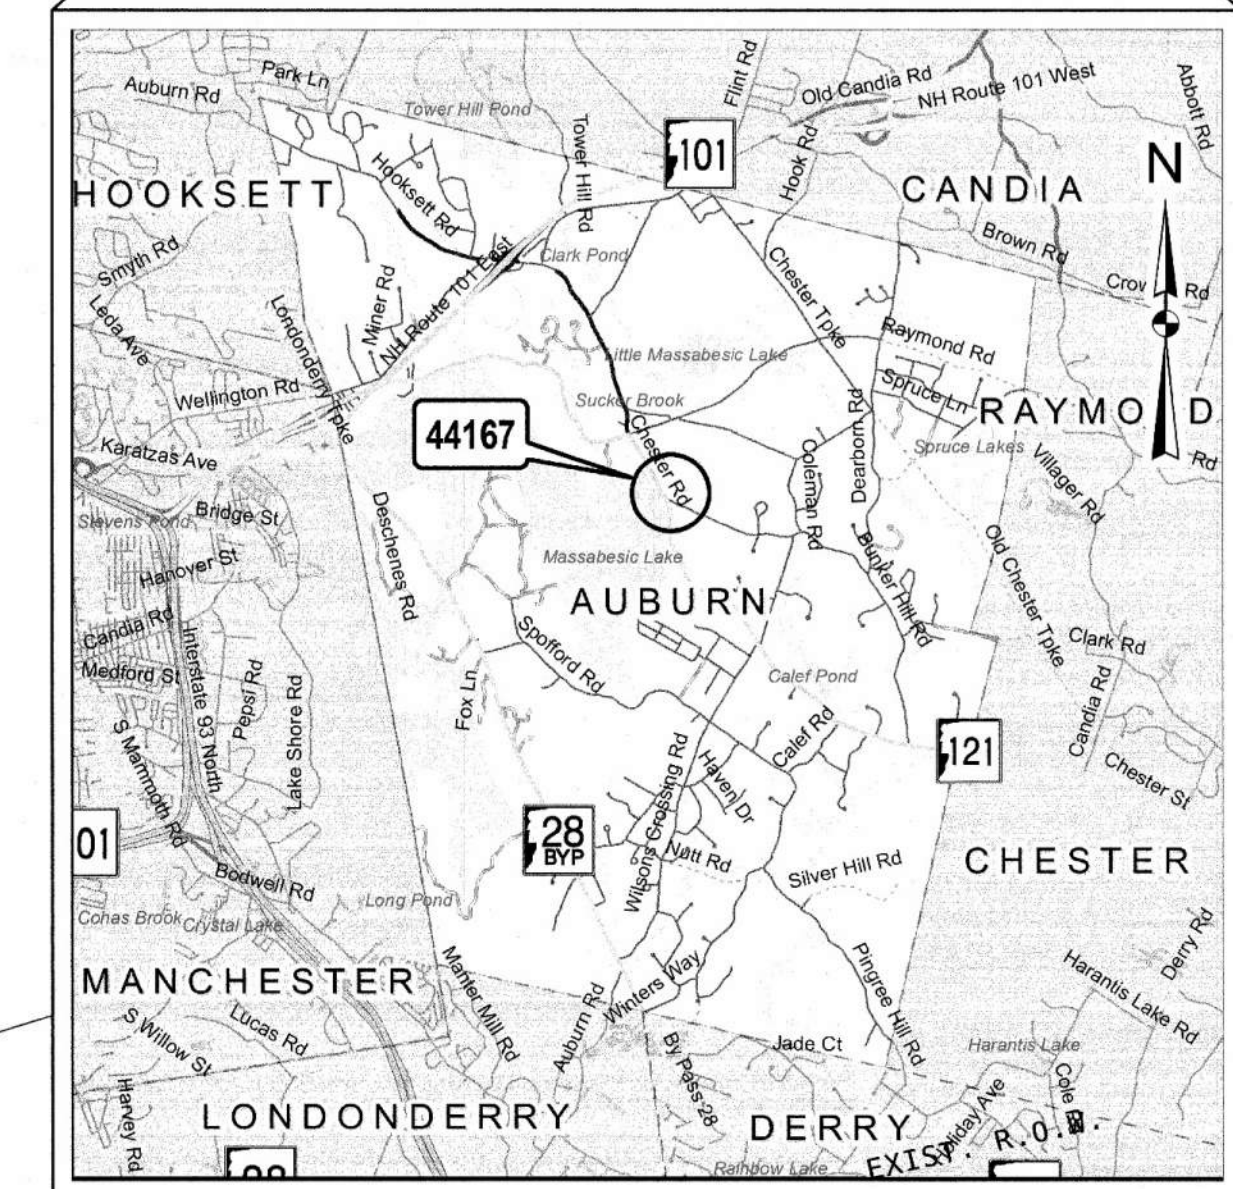 Park Ln
Auburn Rd
Tower Hill Pond
Flint Rd
Old Candia Rd
NH Route 101 West
Abbott Rd
Tower Hill Rd
101
Hook Rd
N
HOOKSETT
Hooksett Rd
CANDIA
Smyth Rd
Clark Pond
Brown Rd
Chester Tpke
Crow Rd
Leda Ave
Londonderry Tpke
Miner Rd
NH Route 101 East
Little Massabesic Lake
Raymond Rd
Wellington Rd
Sucker Brook
Dearborn Rd
Spruce Ln
RAYMO D
44167
Chester Rd
Karatzas Ave
Coleman Rd
Spruce Lakes
Villager Rd
Rd
Stevens Pond
Bridge St
Deschenes Rd
Hanover St
Massabesic Lake
Bunker Hill Rd
Old Chester Tpke
AUBURN
Candia Rd
Interstate 93 North
Spofford Rd
Clark Rd
Medford St
Pepsi Rd
Lake Shore Rd
Fox Ln
Calef Pond
Candia Rd
S Mammoth Rd
Calef Rd
121
Haven Dr
Chester St
01
28
BYP
Wilsons Crossing Rd
Nutt Rd
Silver Hill Rd
CHESTER
Bodwell Rd
Long Pond
Cohas Brook
Crystal Lake
Derry Rd
MANCHESTER
Manter Mill Rd
Auburn Rd
Winters Way
Pingree Hill Rd
Harantis Lake Rd
S Willow St
Lucas Rd
By Pass 28
Jade Ct
Harantis Lake
Harvey Rd
LONDONDERRY
DERRY
Holiday Ave
Cole
EXIST. R.O.W.
Rainbow Lake